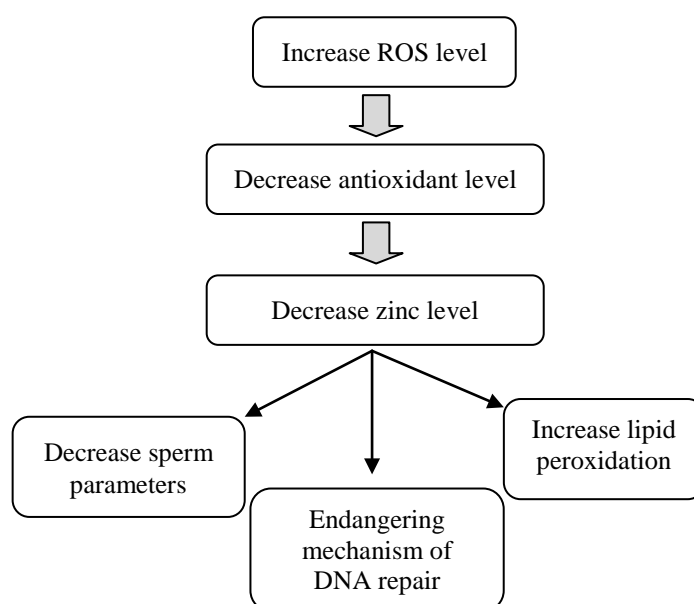 Increase ROS level
Decrease antioxidant level
Decrease zinc level
Decrease sperm
parameters
Endangering
mechanism of
DNA repair
Increase lipid
peroxidation